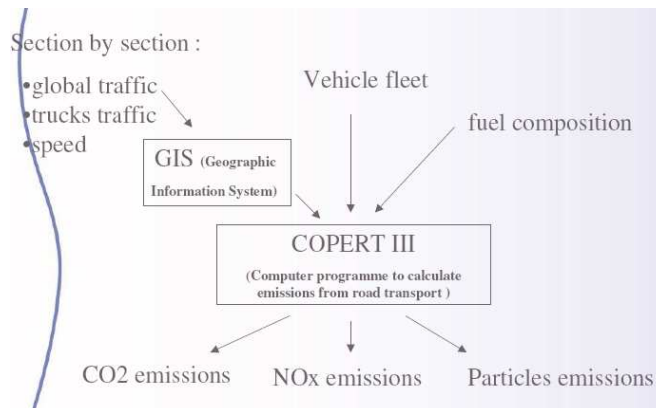 Section by section :
•global traffic
•trucks traffic
•speed
Vehicle fleet
fuel composition
GIS (Geographic
Information System)
COPERT III
(Computer programme to calculate
emissions from road transport )
CO2 emissions
NOx emissions
Particles emissions